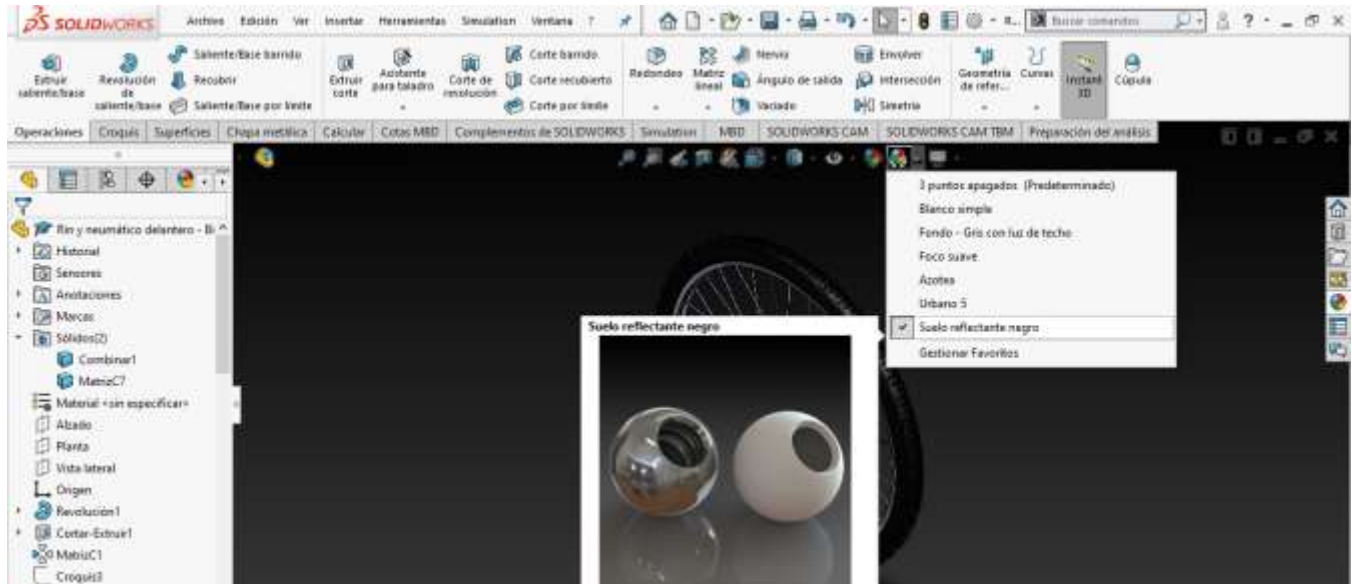 SOLIDWORKS Archivo Edición Ver Insertar Herramientas Simulation Ventana ?
Buscar comandos
Extruir saliente/base
Revolución de saliente/base
Saliente/Base barrido
Recubrir
Saliente/Base por límite
Extruir corte
Asistente para taladro
Corte de revolución
Corte barrido
Corte recubierto
Corte por límite
Redondeo
Matriz lineal
Nervio
Ángulo de salida
Vaciado
Envolver
Intersección
Simetría
Geometría de refer...
Curvas
Instant 3D
Cúpula
Operaciones Croquis Superficies Chapa metálica Calcular Cotas MBD Complementos de SOLIDWORKS Simulation MBD SOLIDWORKS CAM SOLIDWORKS CAM TBM Preparación del análisis
Rin y neumático delantero -
Historial
Sensores
Anotaciones
Marcas
Sólidos(2)
Combinar1
MatrizC7
Material <sin especificar>
Alzado
Planta
Vista lateral
Origen
Revolución1
Cortar-Extruir1
MatrizC1
Croquis3
3 puntos apagados (Predeterminado)
Blanco simple
Fondo - Gris con luz de techo
Foco suave
Azotea
Urbano 5
Suelo reflectante negro
Gestionar Favoritos
Suelo reflectante negro